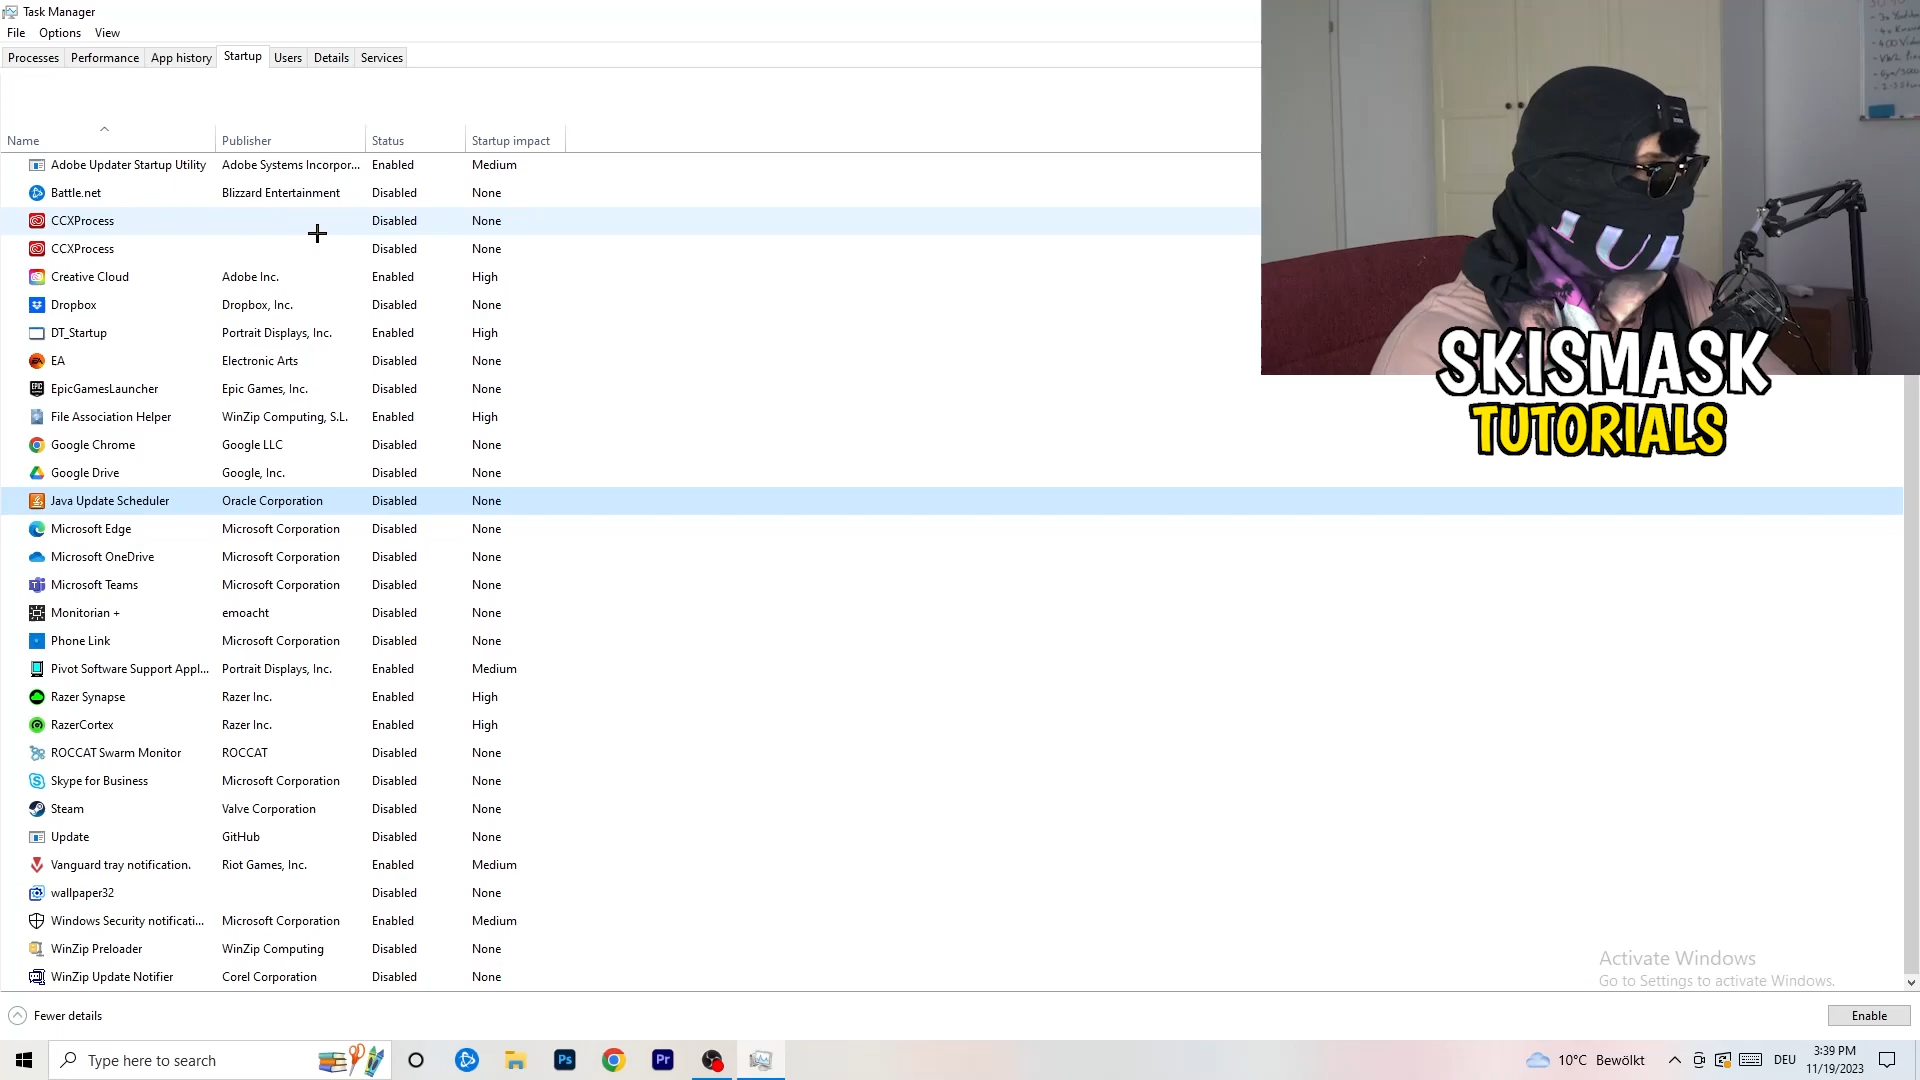 Task Manager
File Options View
Processes Performance App history Startup Users Details Services
Name Publisher Status Startup impact
Adobe Updater Startup Utility Adobe Systems Incorpor... Enabled Medium
Battle.net Blizzard Entertainment Disabled None
CCXProcess Disabled None
CCXProcess Disabled None
Creative Cloud Adobe Inc. Enabled High
Dropbox Dropbox, Inc. Disabled None
DT_Startup Portrait Displays, Inc. Enabled High
EA Electronic Arts Disabled None
EpicGamesLauncher Epic Games, Inc. Disabled None
File Association Helper WinZip Computing, S.L. Enabled High
Google Chrome Google LLC Disabled None
Google Drive Google, Inc. Disabled None
Java Update Scheduler Oracle Corporation Disabled None
Microsoft Edge Microsoft Corporation Disabled None
Microsoft OneDrive Microsoft Corporation Disabled None
Microsoft Teams Microsoft Corporation Disabled None
Monitorian + emoacht Disabled None
Phone Link Microsoft Corporation Disabled None
Pivot Software Support Appl... Portrait Displays, Inc. Enabled Medium
Razer Synapse Razer Inc. Enabled High
RazerCortex Razer Inc. Enabled High
ROCCAT Swarm Monitor ROCCAT Disabled None
Skype for Business Microsoft Corporation Disabled None
Steam Valve Corporation Disabled None
Update GitHub Disabled None
Vanguard tray notification. Riot Games, Inc. Enabled Medium
wallpaper32 Disabled None
Windows Security notificati... Microsoft Corporation Enabled Medium
WinZip Preloader WinZip Computing Disabled None
WinZip Update Notifier Corel Corporation Disabled None
SKISMASK
TUTORIALS
Activate Windows
Go to Settings to activate Windows.
Fewer details
Enable
Type here to search
Ps
Pr
10°C Bewölkt
DEU
3:39 PM
11/19/2023